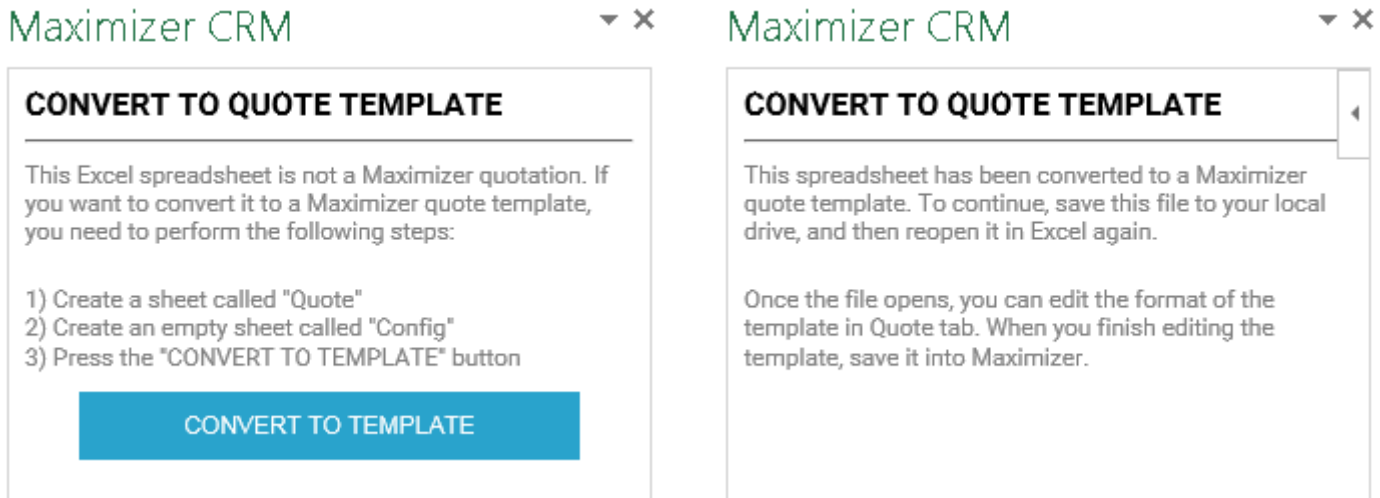 Maximizer CRM
CONVERT TO QUOTE TEMPLATE
This Excel spreadsheet is not a Maximizer quotation. If
you want to convert it to a Maximizer quote template,
you need to perform the following steps:
1) Create a sheet called "Quote"
2) Create an empty sheet called "Config"
3) Press the "CONVERT TO TEMPLATE" button
CONVERT TO TEMPLATE
Maximizer CRM
CONVERT TO QUOTE TEMPLATE
This spreadsheet has been converted to a Maximizer
quote template. To continue, save this file to your local
drive, and then reopen it in Excel again.
Once the file opens, you can edit the format of the
template in Quote tab. When you finish editing the
template, save it into Maximizer.